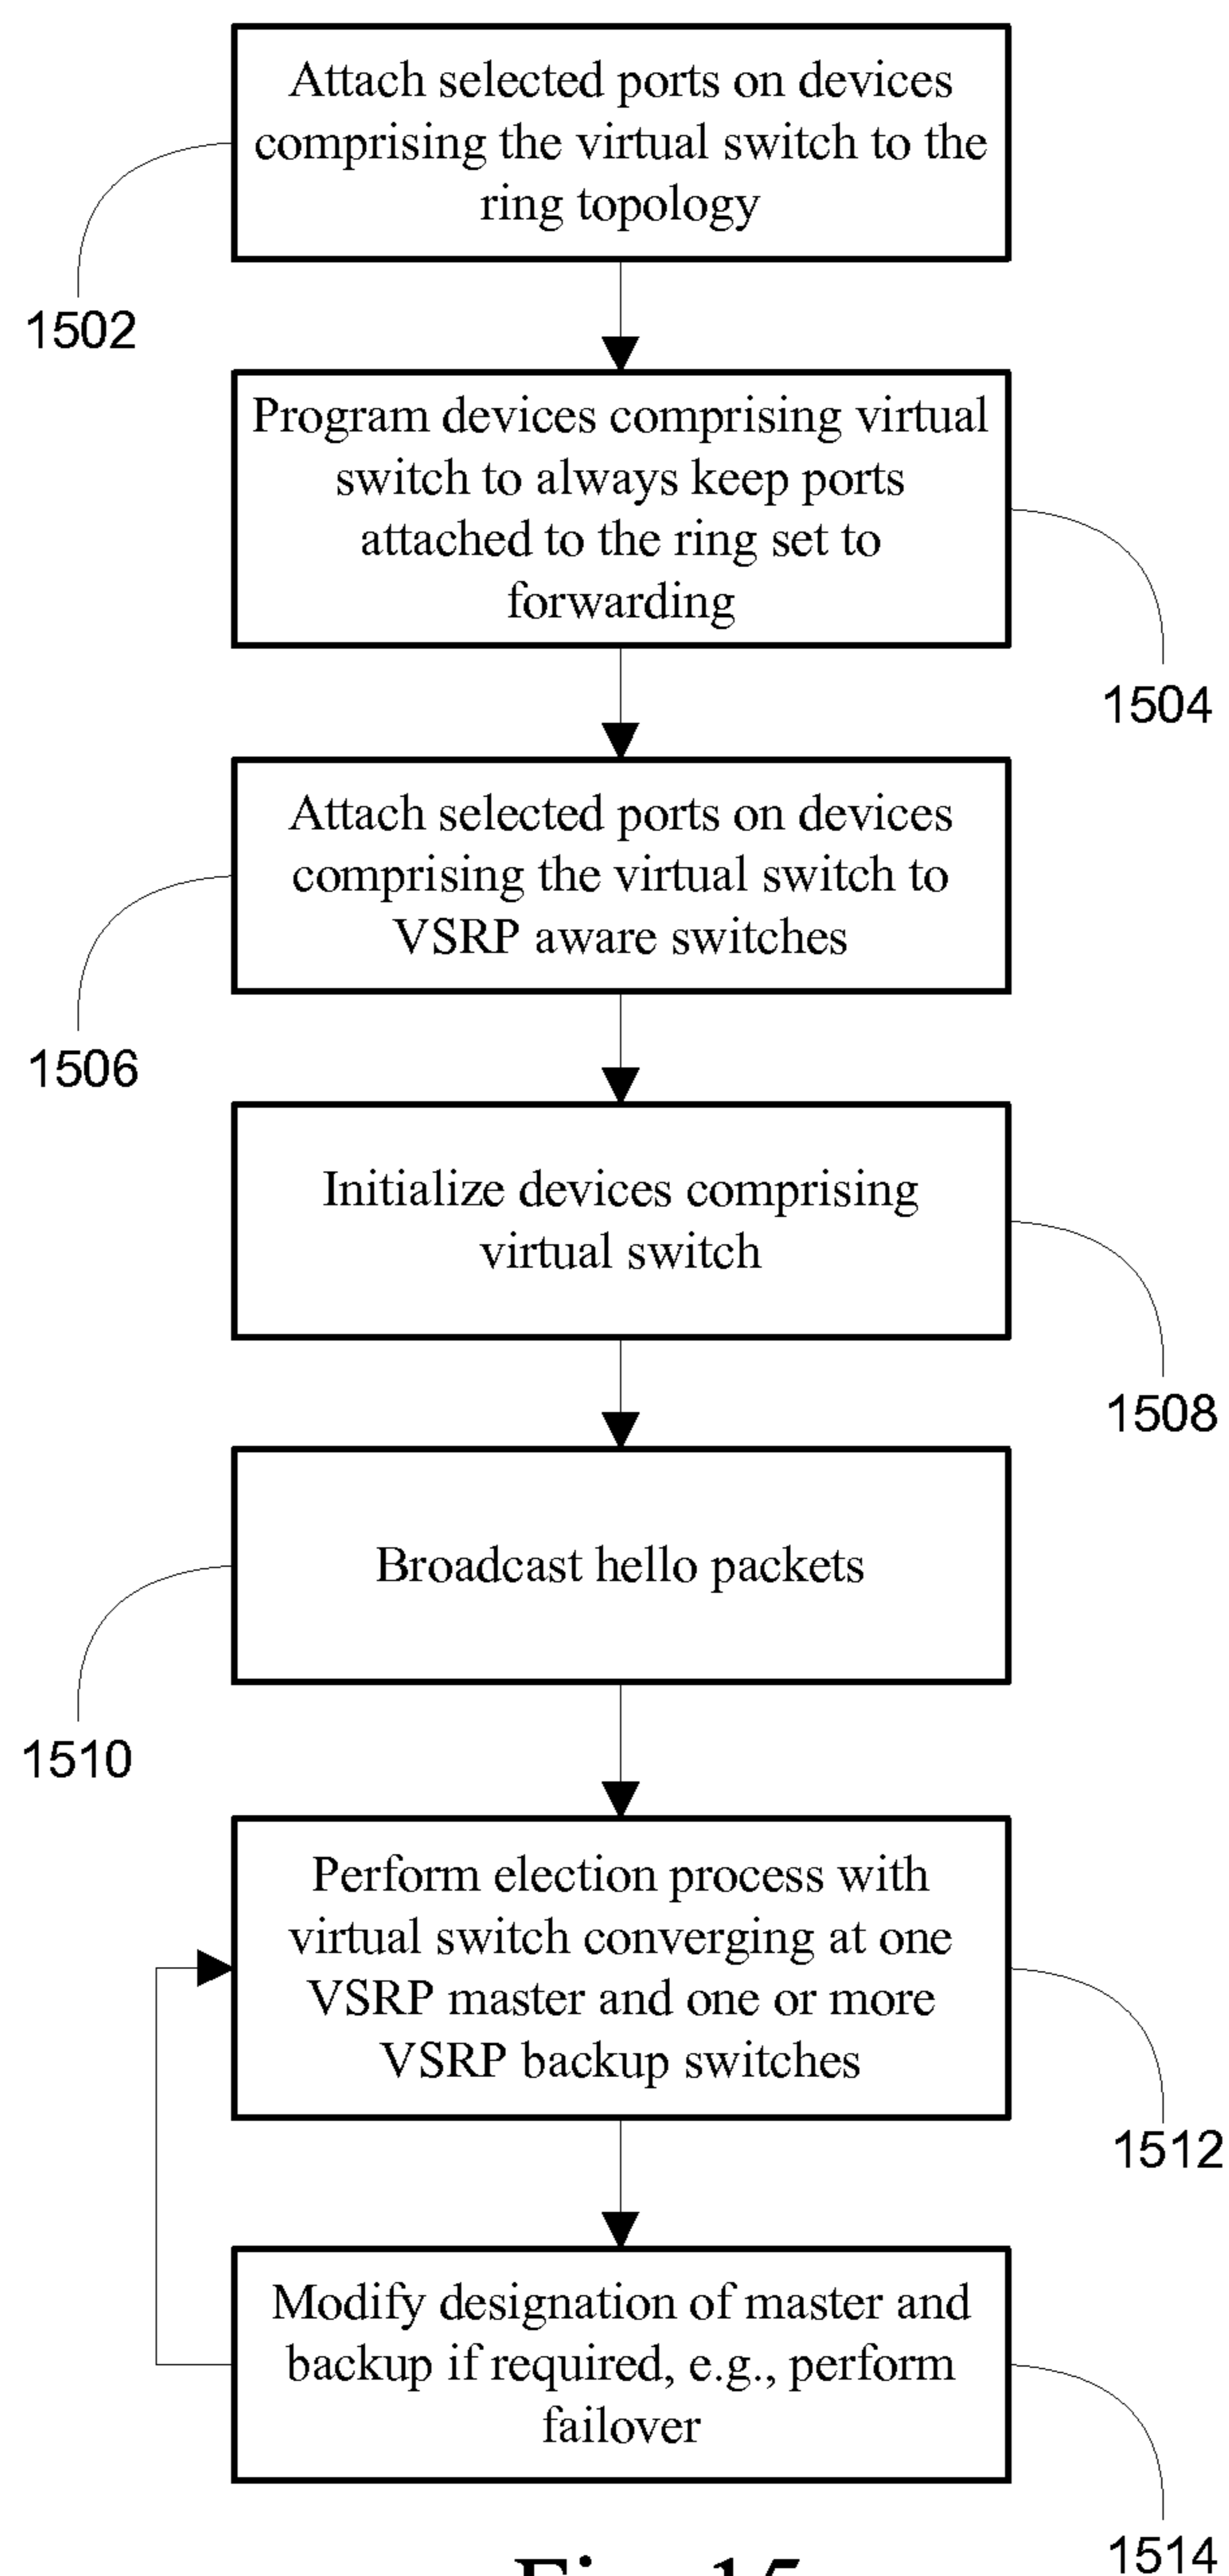 Attach selected ports on devices
comprising the virtual switch to the
ring topology
1502
Program devices comprising virtual
switch to always keep ports
attached to the ring set to
forwarding
1504
Attach selected ports on devices
comprising the virtual switch to
VSRP aware switches
1506
Initialize devices comprising
virtual switch
1508
Broadcast hello packets
1510
Perform election process with
virtual switch converging at one
VSRP master and one or more
VSRP backup switches
1512
Modify designation of master and
backup if required, e.g., perform
failover
1514
Fig. 15